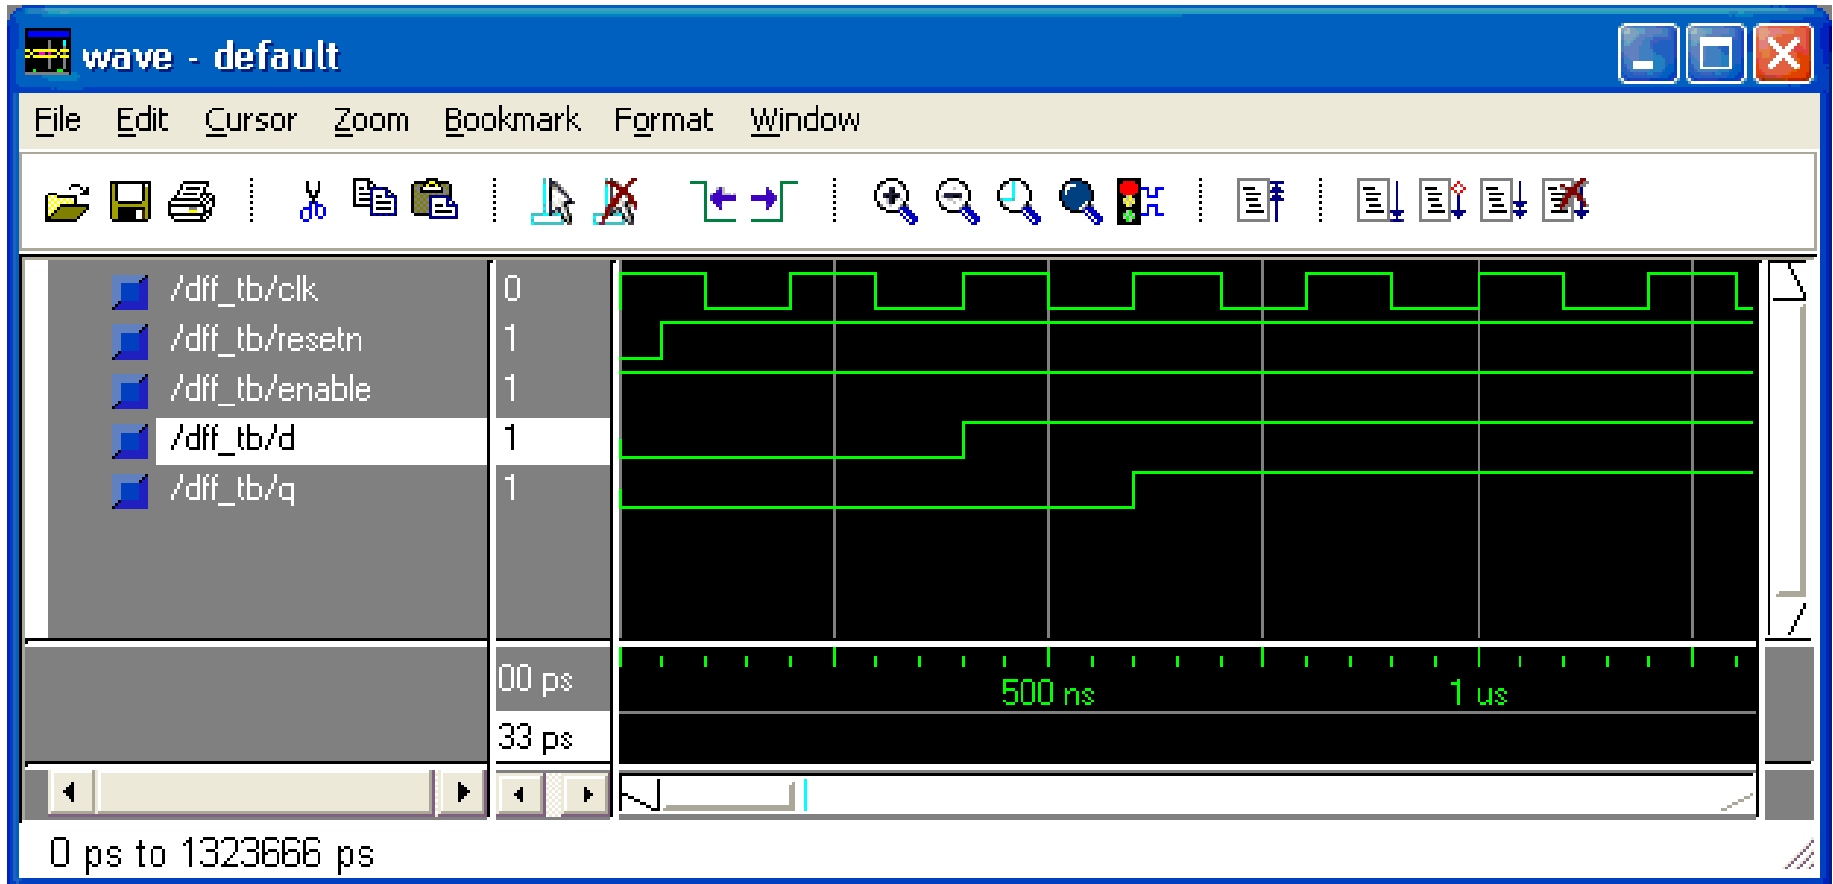 wave - default
File Edit Cursor Zoom Bookmark Format Window
/dff_tb/clk 0
/dff_tb/resetn 1
/dff_tb/enable 1
/dff_tb/d 1
/dff_tb/q 1
00 ps 500 ns 1 us
33 ps
0 ps to 1323666 ps